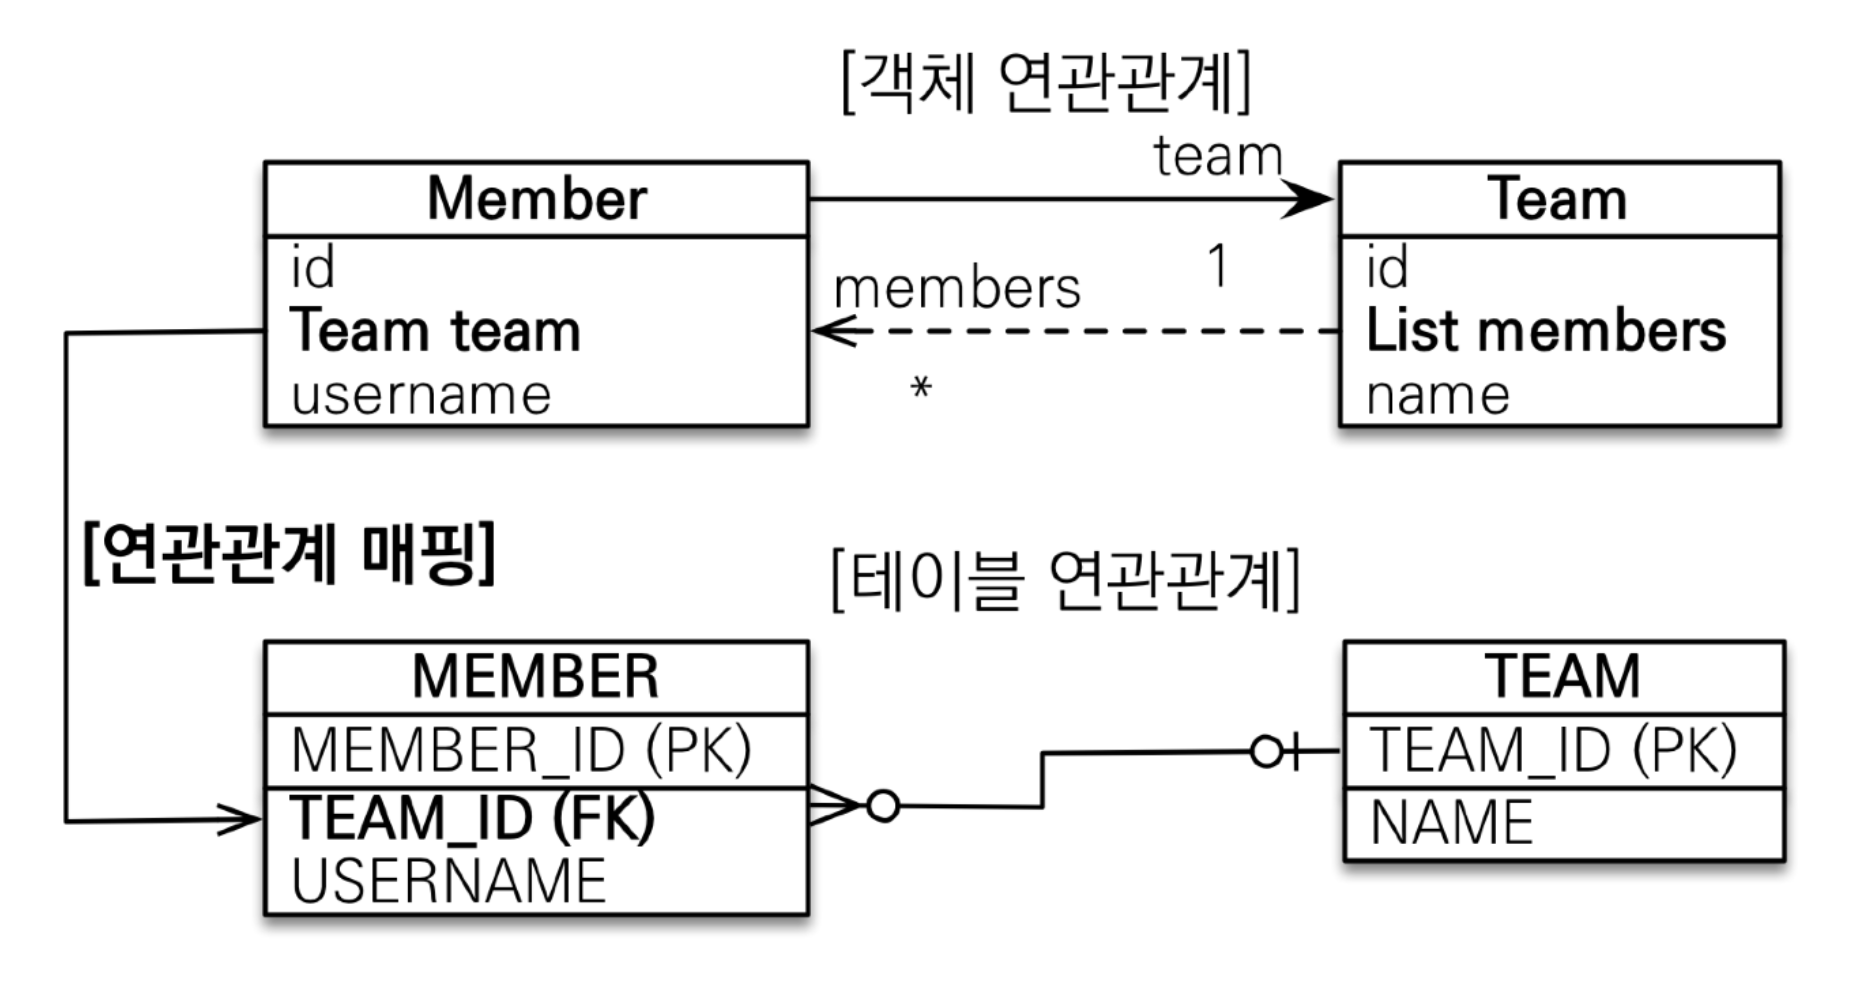 [객체 연관관계]
team
Member
Team
id
Team team
username
members
1
*
id
List members
name
[연관관계 매핑]
[테이블 연관관계]
MEMBER
MEMBER_ID (PK)
TEAM_ID (FK)
USERNAME
TEAM
TEAM_ID (PK)
NAME